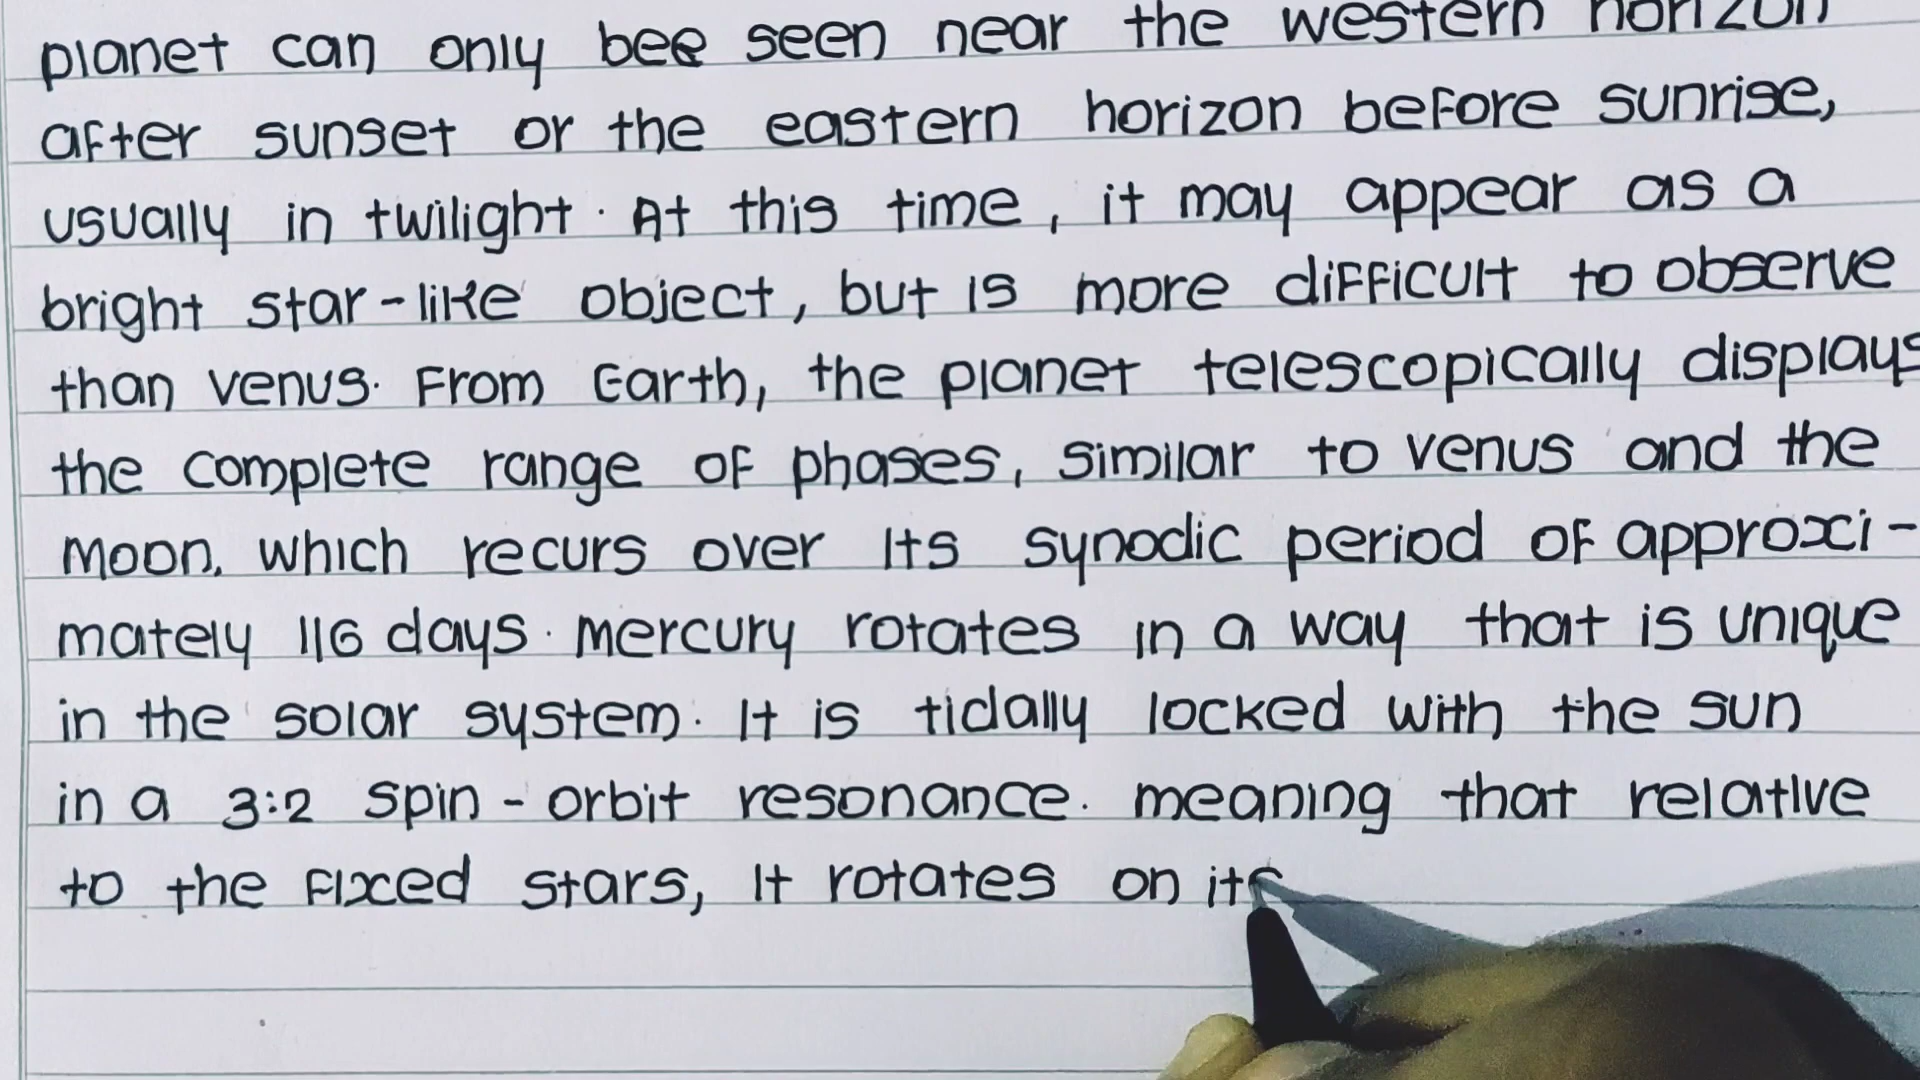 planet can only bee seen near the western horizon
after sunset or the eastern horizon before sunrise,
usually in twilight. At this time, it may appear as a
bright star-like object, but is more difficult to observe
than venus. From Earth, the planet telescopically displays
the complete range of phases, similar to venus and the
Moon. which recurs over its synodic period of approxi-
mately 116 days. mercury rotates in a way that is unique
in the solar system. It is tidally locked with the sun
in a 3:2 spin-orbit resonance. meaning that relative
to the fixed stars, It rotates on its